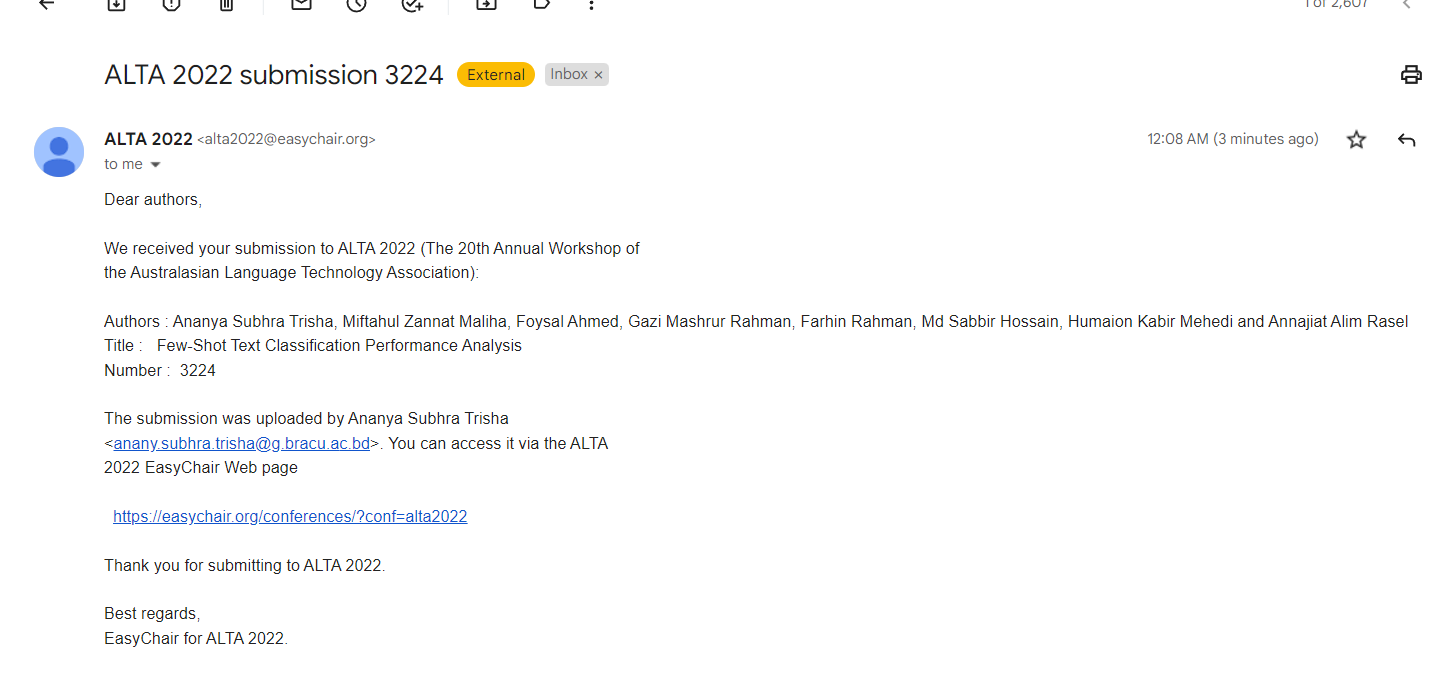 1 of 2,607
ALTA 2022 submission 3224 External Inbox ×
ALTA 2022 <alta2022@easychair.org> 12:08 AM (3 minutes ago)
to me
Dear authors,
We received your submission to ALTA 2022 (The 20th Annual Workshop of
the Australasian Language Technology Association):
Authors : Ananya Subhra Trisha, Miftahul Zannat Maliha, Foysal Ahmed, Gazi Mashrur Rahman, Farhin Rahman, Md Sabbir Hossain, Humaion Kabir Mehedi and Annajiat Alim Rasel
Title : Few-Shot Text Classification Performance Analysis
Number : 3224
The submission was uploaded by Ananya Subhra Trisha
<anany.subhra.trisha@g.bracu.ac.bd>. You can access it via the ALTA
2022 EasyChair Web page
https://easychair.org/conferences/?conf=alta2022
Thank you for submitting to ALTA 2022.
Best regards,
EasyChair for ALTA 2022.